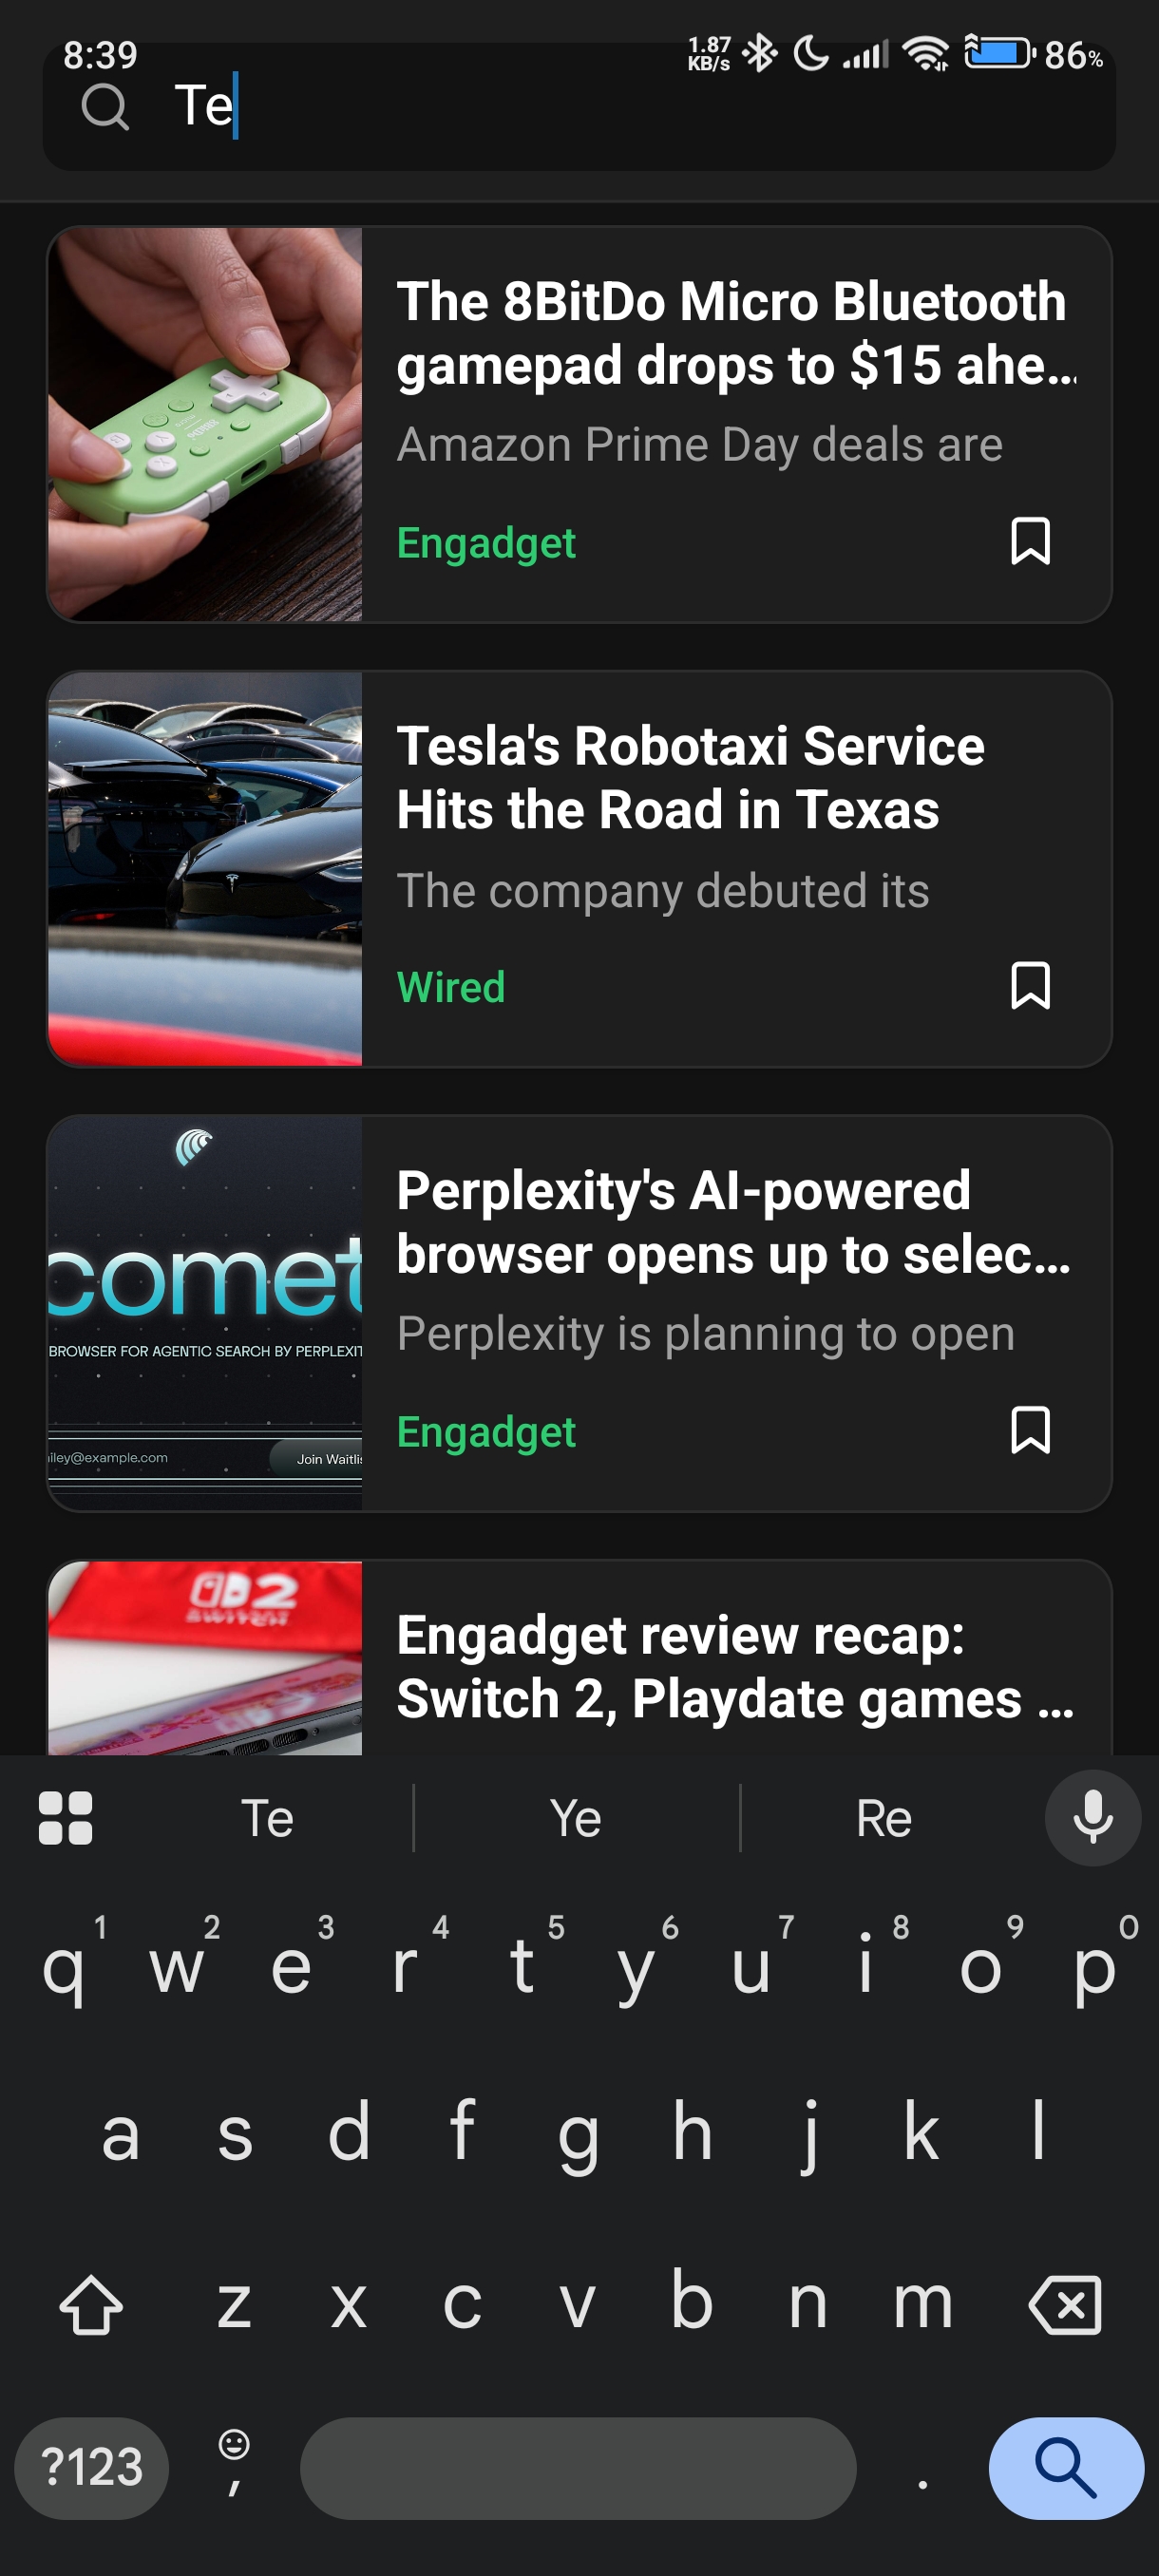 8:39
1.87
KB/s
86%
Te
The 8BitDo Micro Bluetooth
gamepad drops to $15 ahe…
Amazon Prime Day deals are
Engadget
Tesla's Robotaxi Service
Hits the Road in Texas
The company debuted its
Wired
comet
BROWSER FOR AGENTIC SEARCH BY PERPLEXIT
iley@example.com
Join Waitlis
Perplexity's AI-powered
browser opens up to selec…
Perplexity is planning to open
Engadget
2
SWITCH
Engadget review recap:
Switch 2, Playdate games …
Te Ye Re
1 2 3 4 5 6 7 8 9 0
q w e r t y u i o p
a s d f g h j k l
z x c v b n m
?123 , .